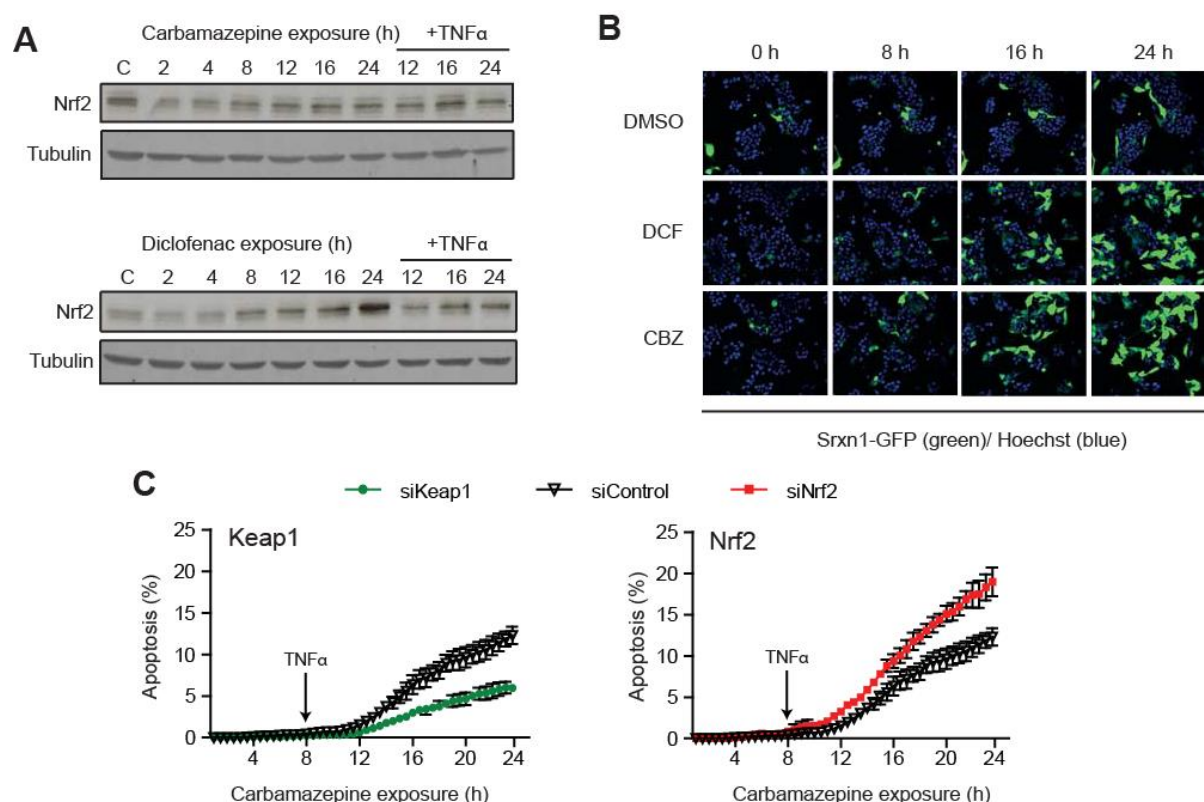 A
Carbamazepine exposure (h) +TNFα
C 2 4 8 12 16 24 12 16 24
Nrf2
Tubulin
Diclofenac exposure (h) +TNFα
C 2 4 8 12 16 24 12 16 24
Nrf2
Tubulin
B
0 h 8 h 16 h 24 h
DMSO
DCF
CBZ
Srxn1-GFP (green)/ Hoechst (blue)
C
siKeap1 siControl siNrf2
Keap1
Apoptosis (%)
25
20
15
10
5
0
TNFα
4 8 12 16 20 24
Carbamazepine exposure (h)
Nrf2
Apoptosis (%)
25
20
15
10
5
0
TNFα
4 8 12 16 20 24
Carbamazepine exposure (h)